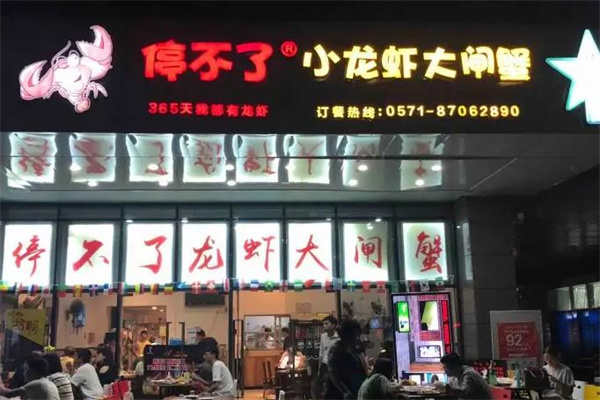 停不了® 小龙虾大闸蟹
365天我都有龙虾 订餐热线:0571-87062890
停不了龙虾大闸蟹
92